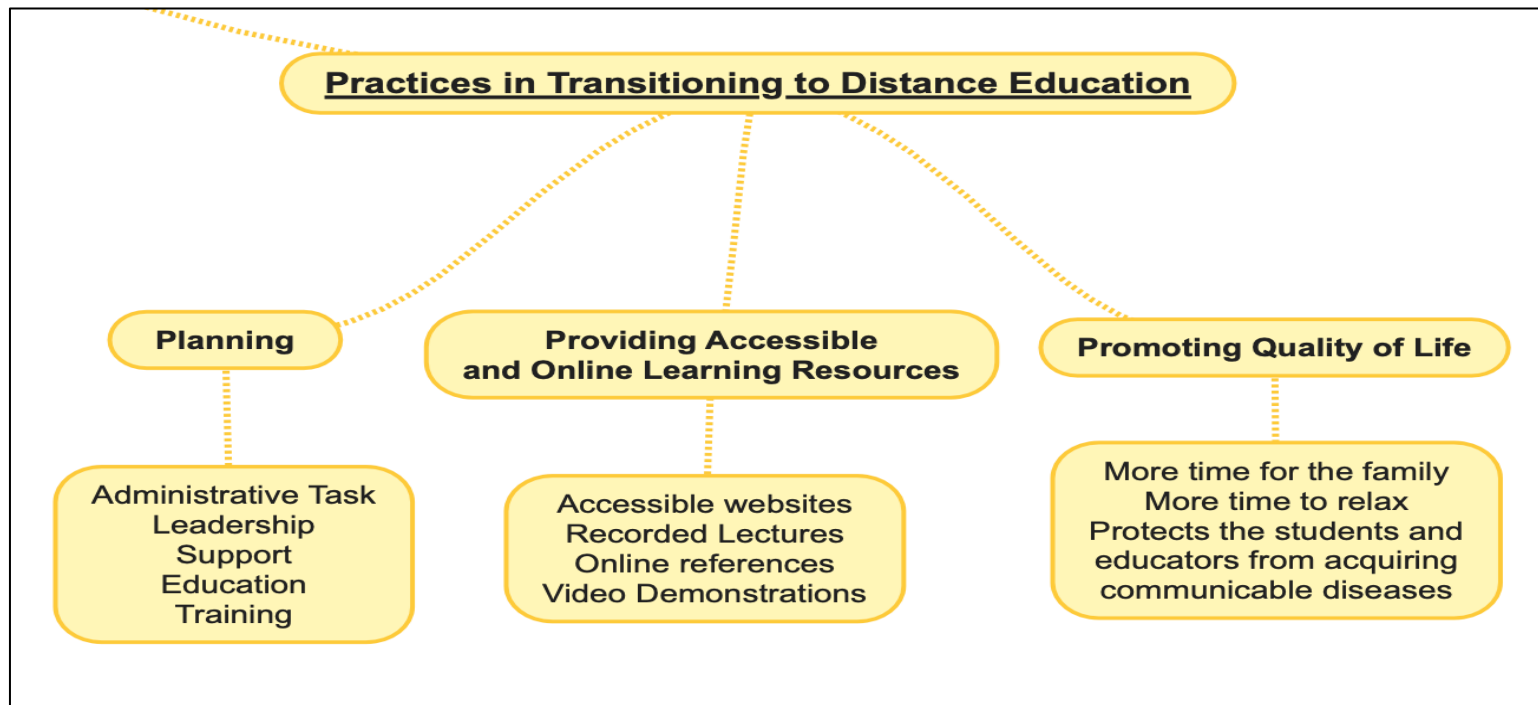 Practices in Transitioning to Distance Education
Planning
Administrative Task
Leadership
Support
Education
Training
Providing Accessible
and Online Learning Resources
Accessible websites
Recorded Lectures
Online references
Video Demonstrations
Promoting Quality of Life
More time for the family
More time to relax
Protects the students and
educators from acquiring
communicable diseases